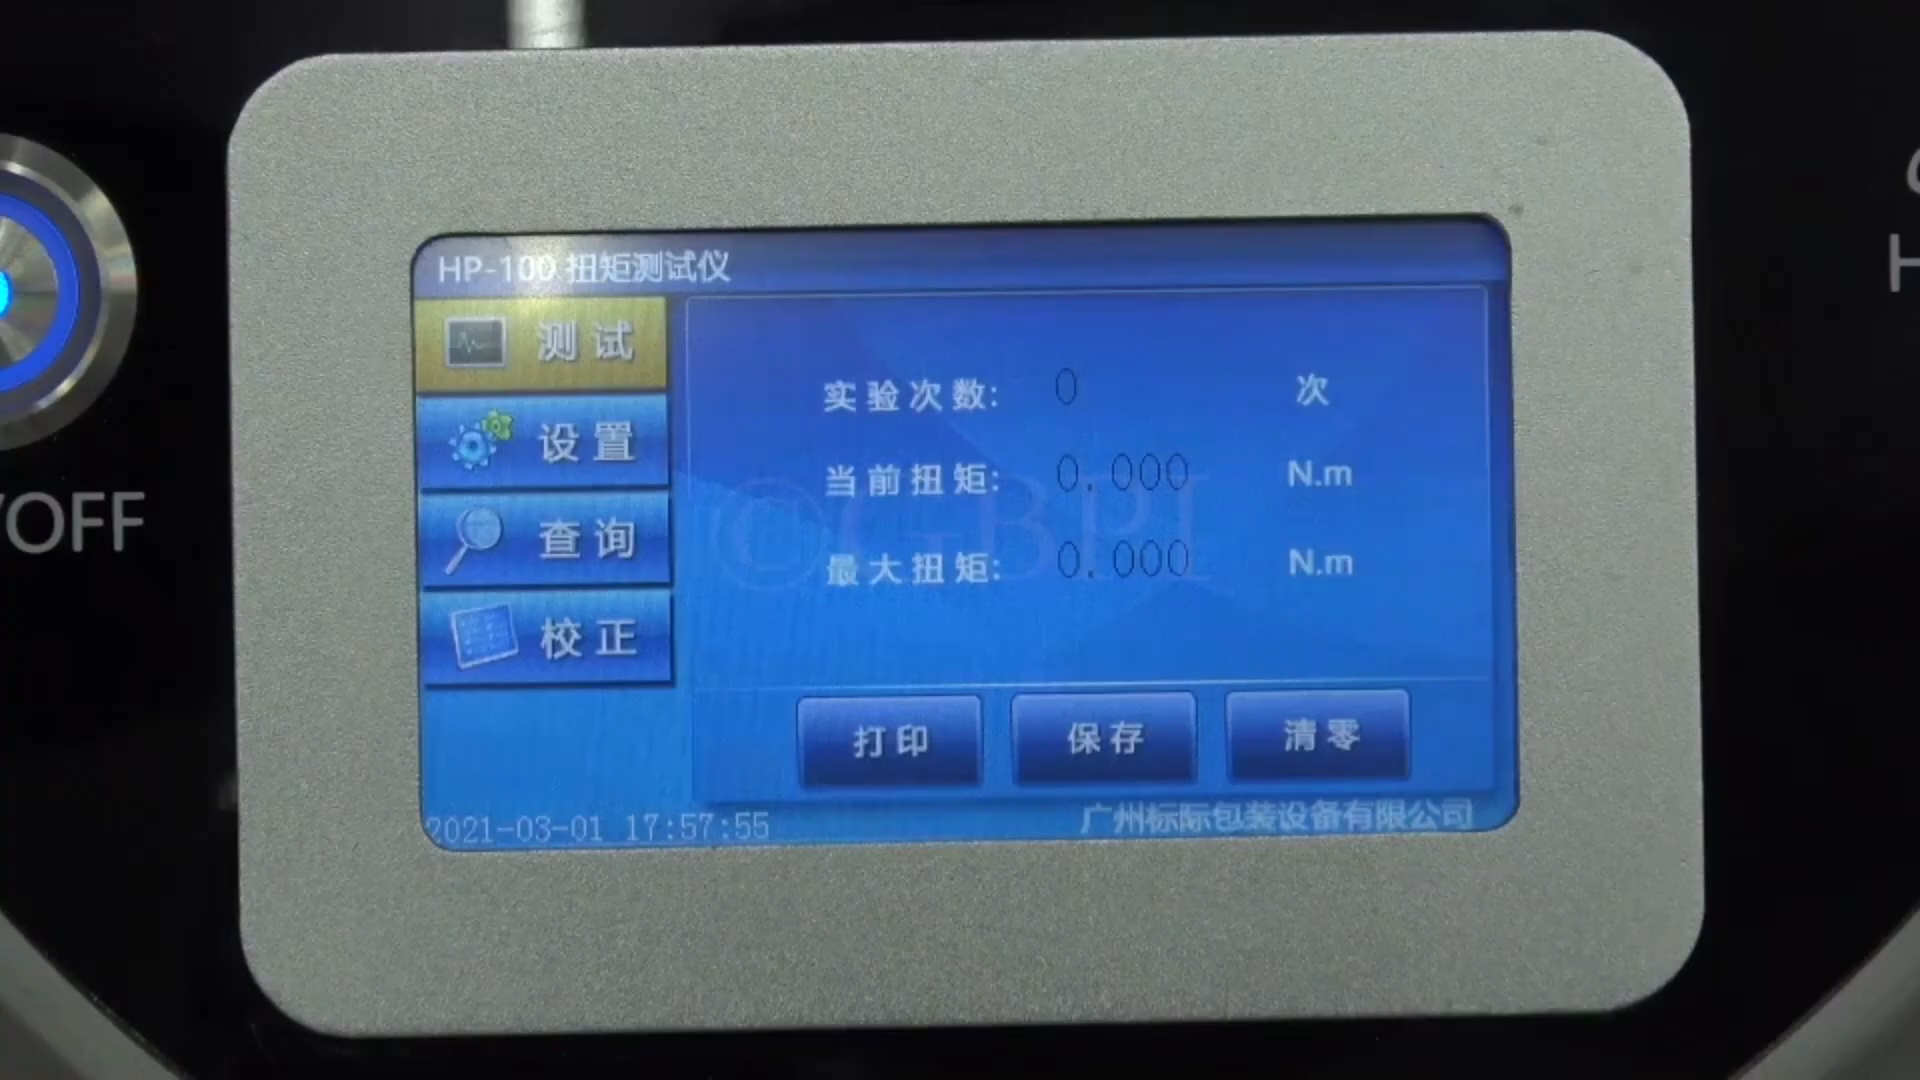 HP-100 扭矩测试仪
测试
设置
查询
校正
实验次数: 0 次
当前扭矩: 0.000 N.m
最大扭矩: 0.000 N.m
©GBPI
打印 保存 清零
2021-03-01 17:57:55
广州标际包装设备有限公司
/OFF
H